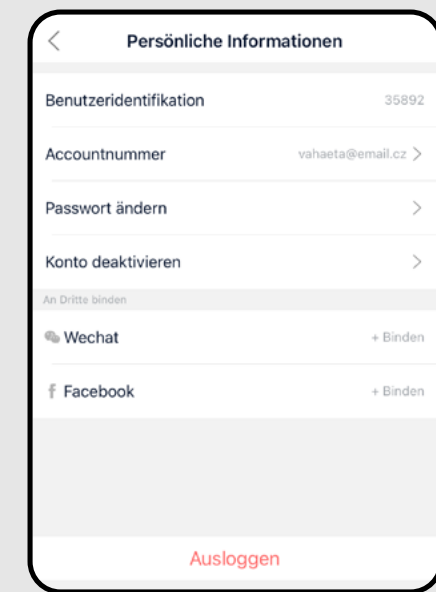 Persönliche Informationen
Benutzeridentifikation 35892
Accountnummer vahaeta@email.cz
Passwort ändern
Konto deaktivieren
An Dritte binden
Wechat + Binden
Facebook + Binden
Ausloggen